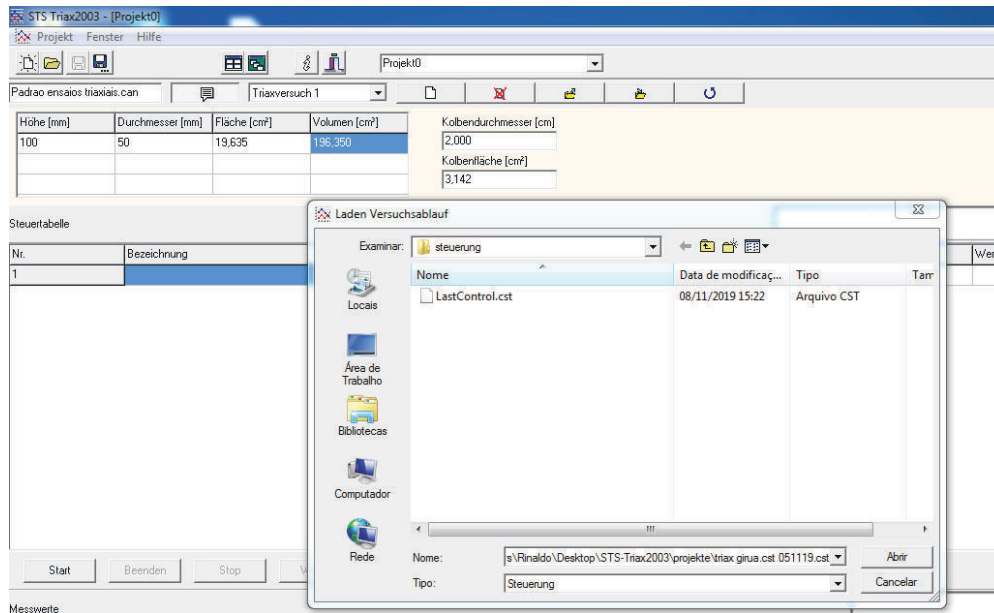 STS Triax2003 - [Projekt0]
Projekt Fenster Hilfe
Projekt0
Padrao ensaios triaxiais.can Triaxversuch 1
Höhe [mm] Durchmesser [mm] Fläche [cm²] Volumen [cm³] Kolbendurchmesser [cm]
100 50 19,635 196,350 2,000
Kolbenfläche [cm²]
3,142
Steuertabelle
Laden Versuchsablauf
Nr. Bezeichnung
1
Examinar: steuerung
Nome Data de modificaç... Tipo Tam
LastControl.cst 08/11/2019 15:22 Arquivo CST
Locais
Área de
Trabalho
Bibliotecas
Computador
Rede
Nome: s\Rinaldo\Desktop\STS-Triax2003\projekte\triax girua.cst 051119.cst Abrir
Tipo: Steuerung Cancelar
Start Beenden Stop
Messwerte